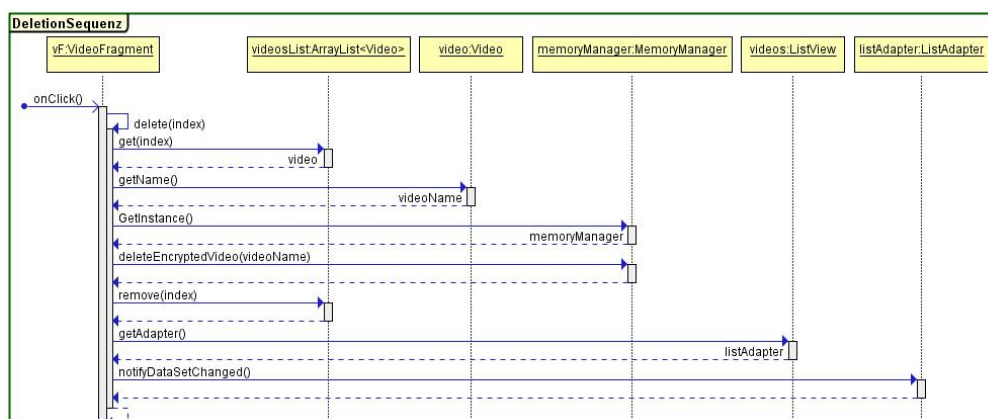 DeletionSequenz
vF:VideoFragment videosList:ArrayList<Video> video:Video memoryManager:MemoryManager videos:ListView listAdapter:ListAdapter
onClick()
delete(index)
get(index)
video
getName()
videoName
GetInstance()
memoryManager
deleteEncryptedVideo(videoName)
remove(index)
getAdapter()
listAdapter
notifyDataSetChanged()